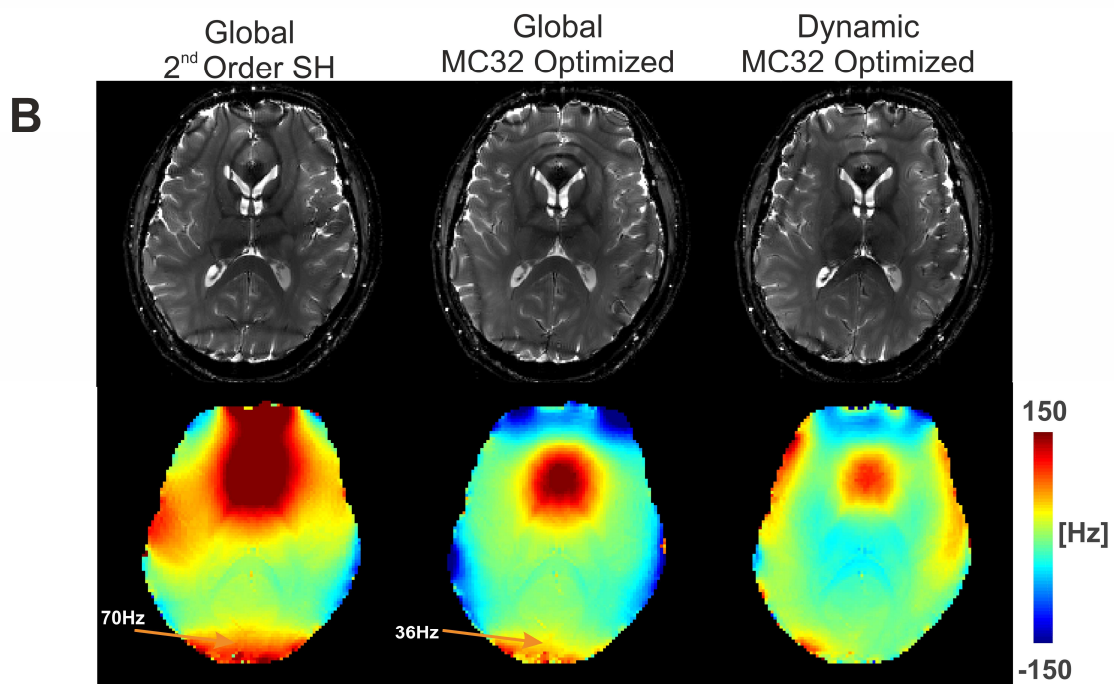 Global
2nd Order SH
Global
MC32 Optimized
Dynamic
MC32 Optimized
B
150
[Hz]
70Hz
36Hz
-150